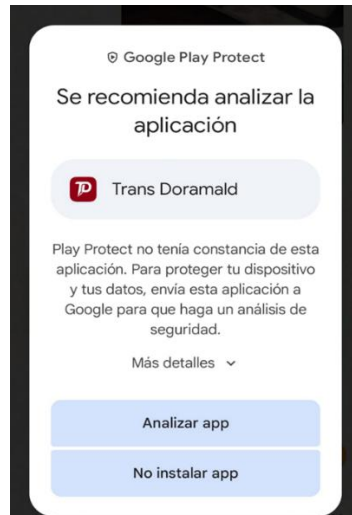 Google Play Protect
Se recomienda analizar la
aplicación
Trans Doramald
Play Protect no tenía constancia de esta
aplicación. Para proteger tu dispositivo
y tus datos, envía esta aplicación a
Google para que haga un análisis de
seguridad.
Más detalles
Analizar app
No instalar app